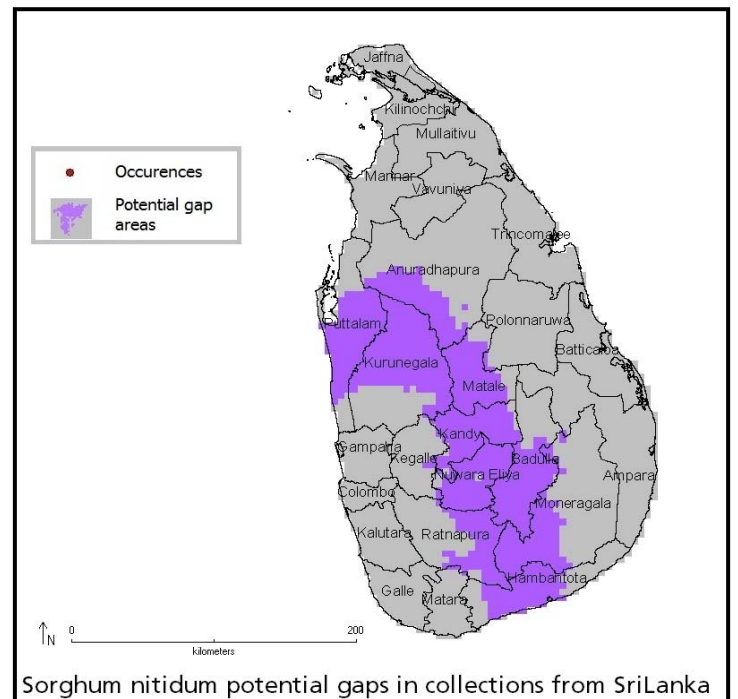 Jaffna
Kilinochchi
Mullaitivu
Occurences
Mannar
Vavuniya
Potential gap
areas
Trincomalee
Anuradhapura
Puttalam
Polonnaruwa
Batticaloa
Kurunegala
Matale
Kandy
Gampaha
Kegalle
Badulla
Nuwara Eliya
Ampara
Colombo
Moneragala
Kalutara
Ratnapura
Hambantota
Galle
Matara
N
0
200
kilometers
Sorghum nitidum potential gaps in collections from SriLanka